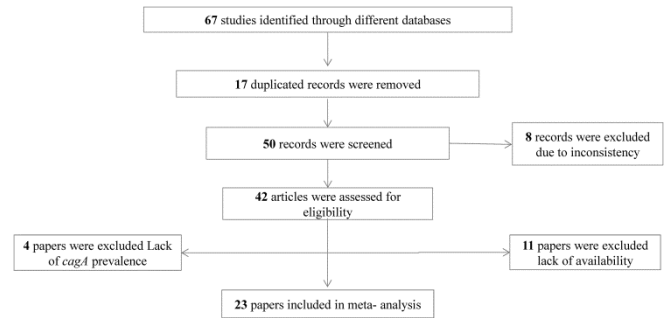 67 studies identified through different databases
17 duplicated records were removed
50 records were screened
8 records were excluded
due to inconsistency
42 articles were assessed for
eligibility
4 papers were excluded Lack
of cagA prevalence
11 papers were excluded
lack of availability
23 papers included in meta- analysis